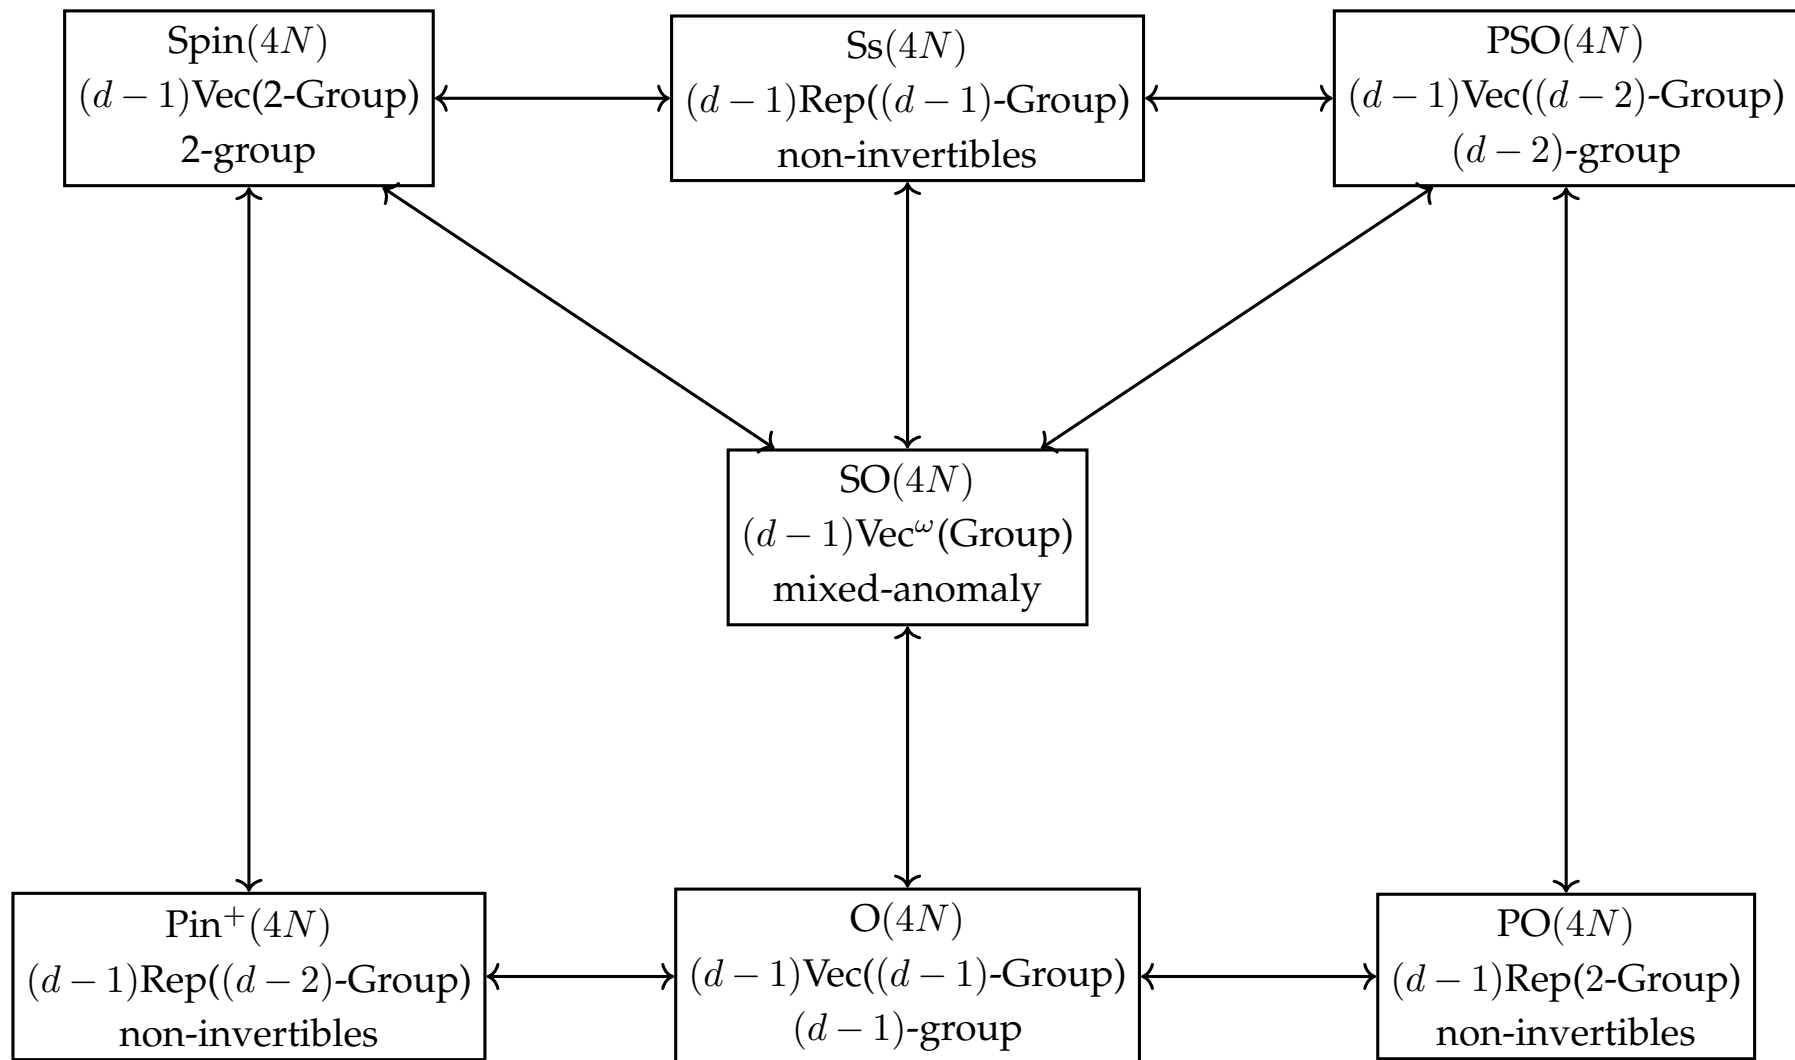 Spin(4N)
(d − 1)Vec(2-Group)
2-group
Ss(4N)
(d − 1)Rep((d − 1)-Group)
non-invertibles
PSO(4N)
(d − 1)Vec((d − 2)-Group)
(d − 2)-group
SO(4N)
(d − 1)Vec^ω(Group)
mixed-anomaly
Pin⁺(4N)
(d − 1)Rep((d − 2)-Group)
non-invertibles
O(4N)
(d − 1)Vec((d − 1)-Group)
(d − 1)-group
PO(4N)
(d − 1)Rep(2-Group)
non-invertibles